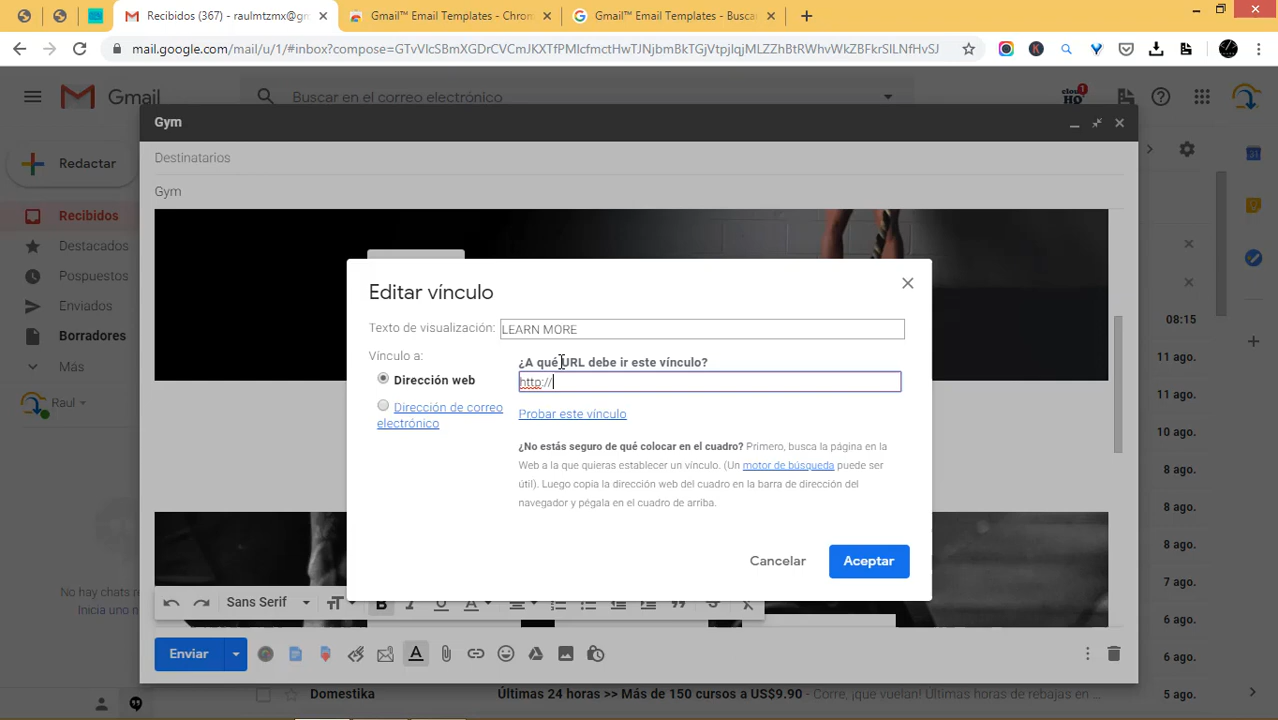 Recibidos (367) - raulmtzmx@gr
Gmail™ Email Templates - Chron
Gmail™ Email Templates - Buscar
mail.google.com/mail/u/1/#inbox?compose=GTvVlcSBmXGDrCVCmJKXTfPMlcfmctHwTJNjbmBkTGjVtpjJqjMLZZhBtRWhvWkZBFkrSlLNfHvSJ
Gmail
Buscar en el correo electrónico
Redactar
Recibidos
Destacados
Pospuestos
Enviados
Borradores
Más
Raul
No hay chats re
Inicia uno n
Gym
Destinatarios
Gym
Editar vínculo
Texto de visualización:
LEARN MORE
Vínculo a:
Dirección web
Dirección de correo
electrónico
¿A qué URL debe ir este vínculo?
http://
Probar este vínculo
¿No estás seguro de qué colocar en el cuadro? Primero, busca la página en la
Web a la que quieras establecer un vínculo. (Un motor de búsqueda puede ser
útil). Luego copia la dirección web del cuadro en la barra de dirección del
navegador y pégala en el cuadro de arriba.
Cancelar
Aceptar
Sans Serif
Enviar
08:15
11 ago.
10 ago.
9 ago.
8 ago.
8 ago.
7 ago.
7 ago.
6 ago.
6 ago.
Domestika
Últimas 24 horas >> Más de 150 cursos a US$9.90 - Corre, ¡que vuelan! Últimas horas de rebajas en
5 ago.